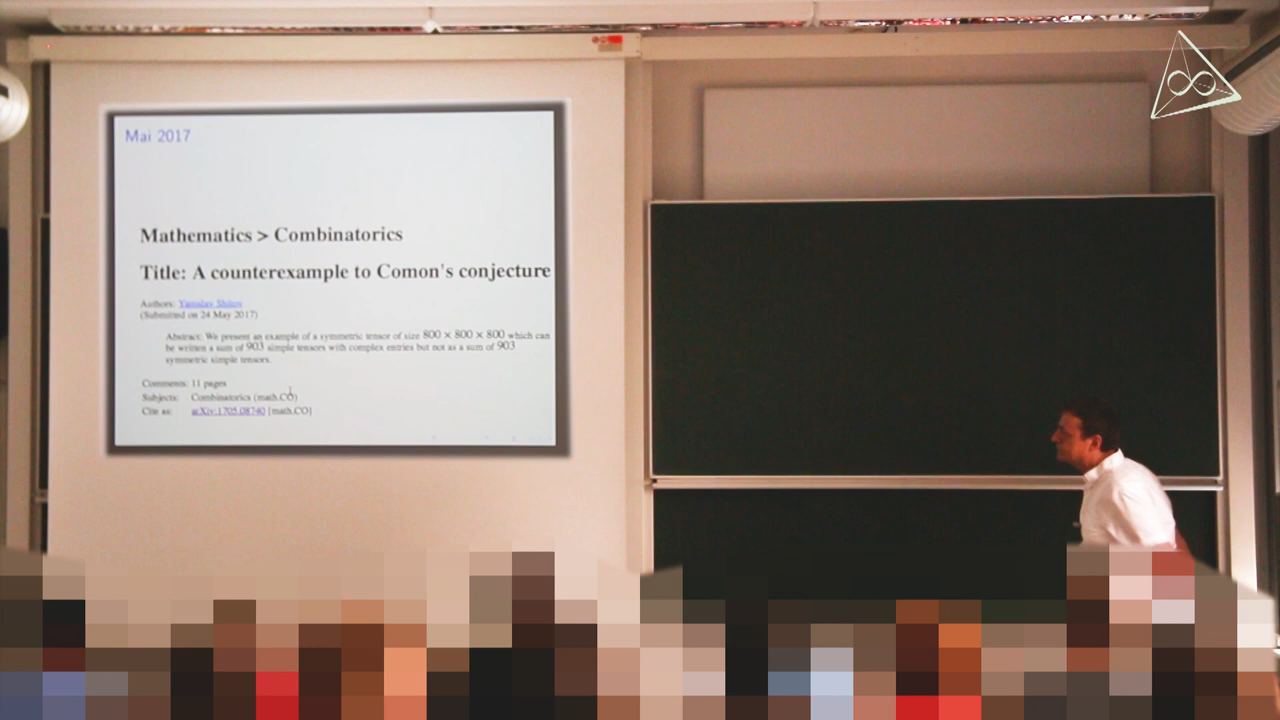 Mai 2017
Mathematics > Combinatorics
Title: A counterexample to Comon's conjecture
Authors: Yaroslav Shitov
(Submitted on 24 May 2017)
Abstract: We present an example of a symmetric tensor of size 800 × 800 × 800 which can
be written a sum of 903 simple tensors with complex entries but not as a sum of 903
symmetric simple tensors.
Comments: 11 pages
Subjects: Combinatorics (math.CO)
Cite as: arXiv:1705.08740 [math.CO]